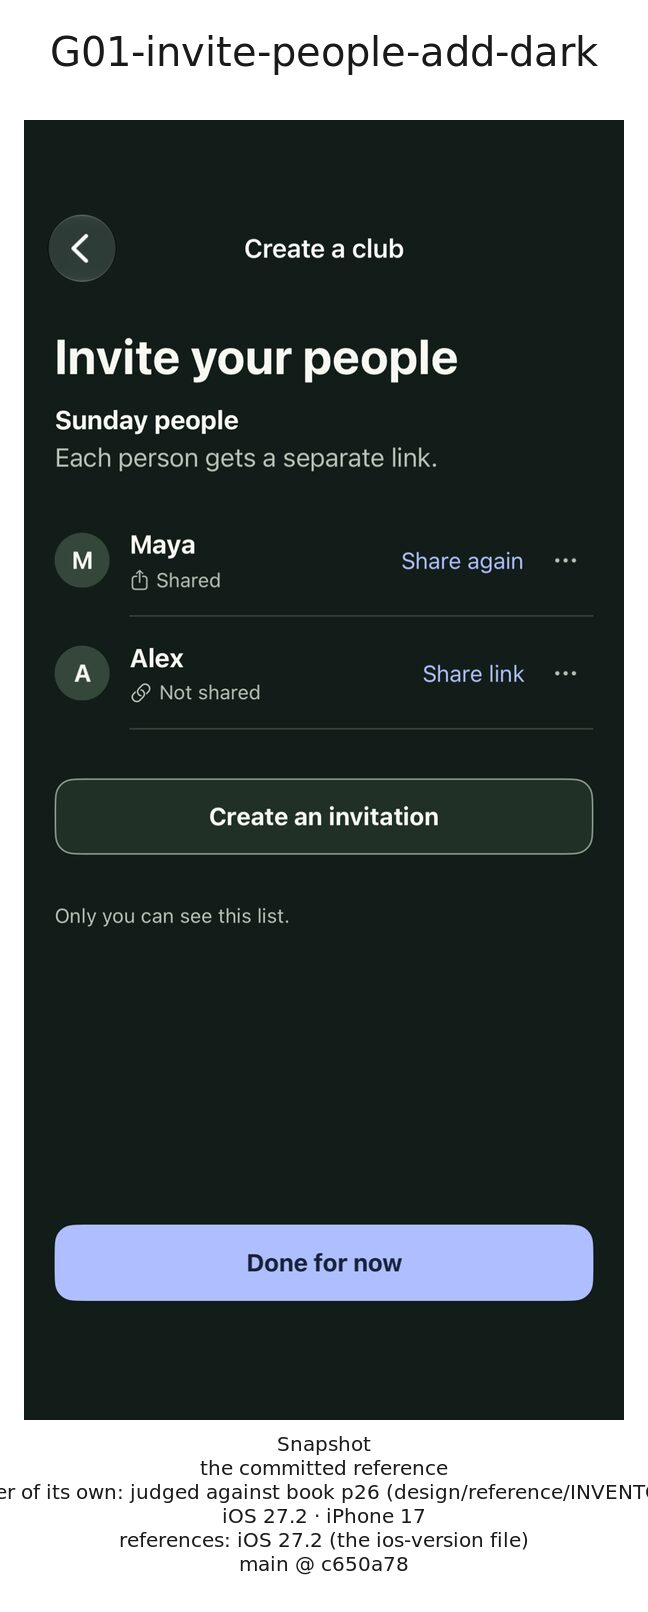 G01-invite-people-add-dark
Create a club
Invite your people
Sunday people
Each person gets a separate link.
M
Maya
Shared
Share again
A
Alex
Not shared
Share link
Create an invitation
Only you can see this list.
Done for now
Snapshot
the committed reference
of its own: judged against book p26 (design/reference/
iOS 27.2 · iPhone 17
references: iOS 27.2 (the ios-version file)
main @ c650a78